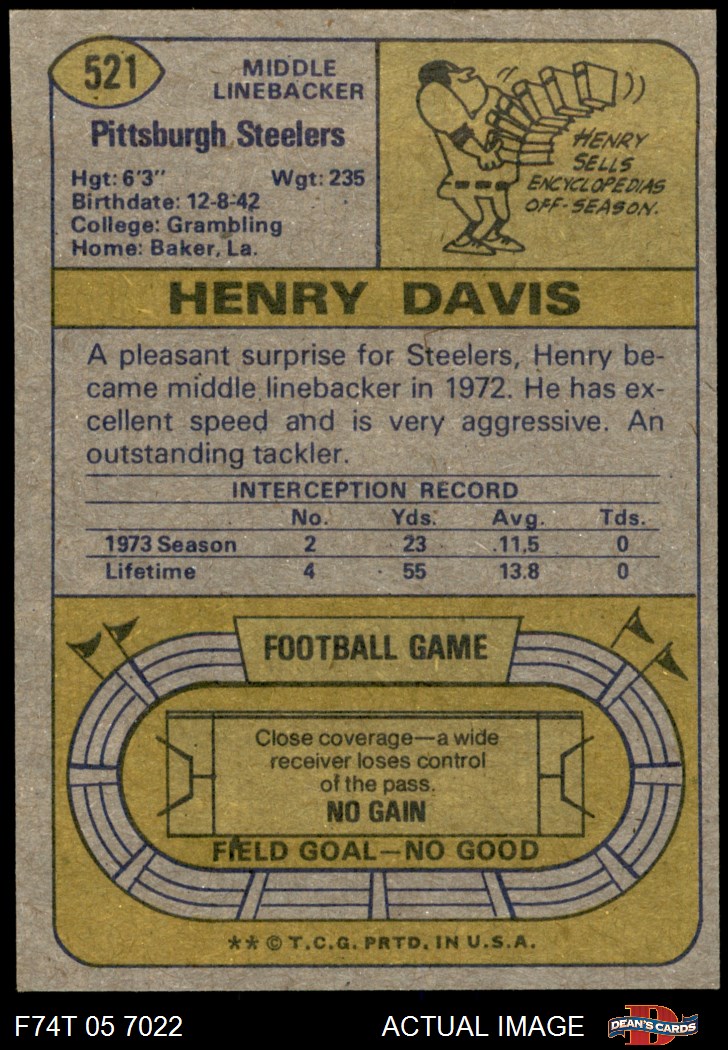 521
MIDDLE
LINEBACKER
Pittsburgh Steelers
Hgt: 6'3" Wgt: 235
Birthdate: 12-8-42
College: Grambling
Home: Baker, La.
HENRY
SELLS
ENCYCLOPEDIAS
OFF-SEASON.
HENRY DAVIS
A pleasant surprise for Steelers, Henry be-
came middle linebacker in 1972. He has ex-
cellent speed and is very aggressive. An
outstanding tackler.
INTERCEPTION RECORD
No. Yds. Avg. Tds.
1973 Season 2 23 11.5 0
Lifetime 4 55 13.8 0
FOOTBALL GAME
Close coverage—a wide
receiver loses control
of the pass.
NO GAIN
FIELD GOAL—NO GOOD
** © T.C.G. PRTD. IN U.S.A.
F74T 05 7022 ACTUAL IMAGE DEAN'S CARDS